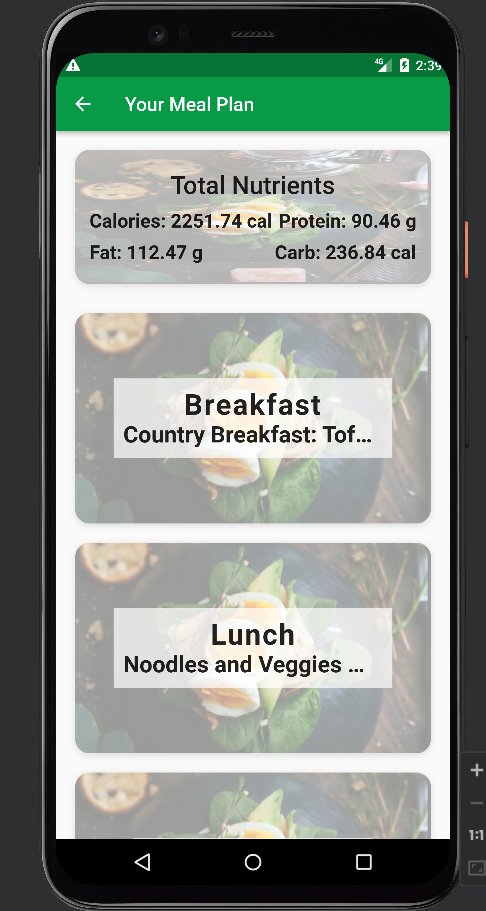 4G 2:39
Your Meal Plan
Total Nutrients
Calories: 2251.74 cal Protein: 90.46 g
Fat: 112.47 g Carb: 236.84 cal
Breakfast
Country Breakfast: Tof...
Lunch
Noodles and Veggies ...
1:1